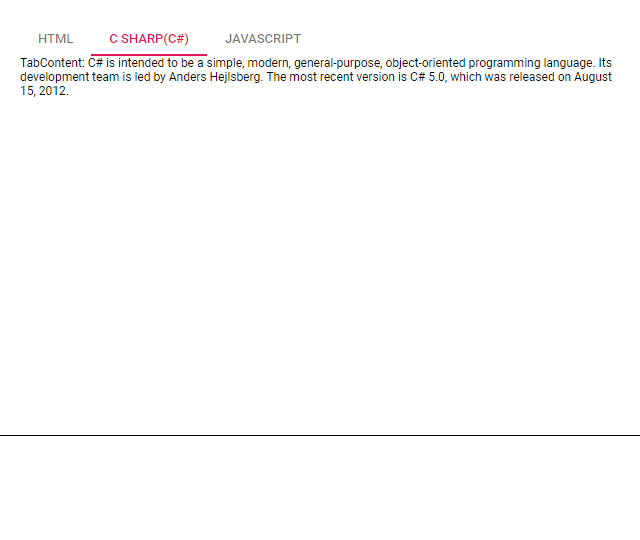 HTML C SHARP(C#) JAVASCRIPT
TabContent: C# is intended to be a simple, modern, general-purpose, object-oriented programming language. Its
development team is led by Anders Hejlsberg. The most recent version is C# 5.0, which was released on August
15, 2012.